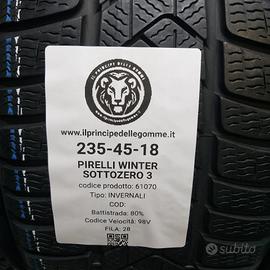 IL PRINCIPE DELLE GOMME
www.ilprincipedellegomme.it
235-45-18
PIRELLI WINTER
SOTTOZERO 3
codice prodotto: 61070
Tipo: INVERNALI
COD:
Battistrada: 80%
Codice Velocità: 98V
FILA: 28
subito